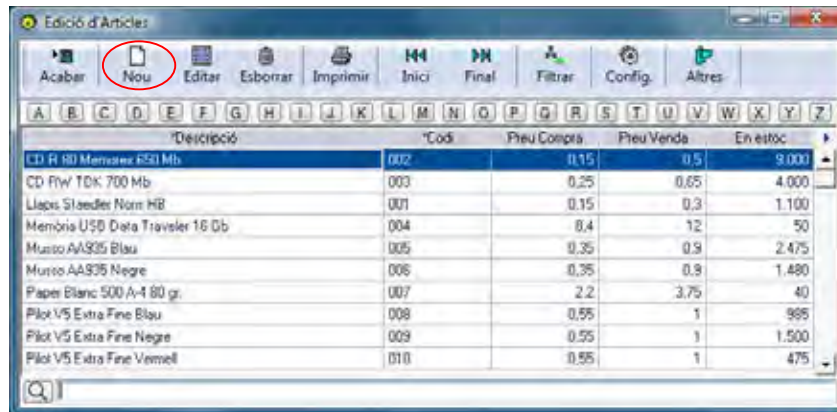 Edició d'Articles
Acabar Nou Editar Esborrar Imprimir Inici Final Filtrar Config. Altres
A B C D E F G H I J K L M N O P Q R S T U V W X Y Z
*Descripció *Codi Preu Compra Preu Venda En estoc
CD R 80 Memorex 650 Mb 002 0,15 0,5 9.000
CD R/W TDK 700 Mb 003 0,25 0,65 4.000
Llapis Staedler Noris HB 001 0,15 0,3 1.100
Memòria USB Data Traveler 16 Gb 004 8,4 12 50
AA935 Blau 005 0,35 0,9 2.475
AA935 Negre 006 0,35 0,9 1.480
Paper Blanc 500 A-4 80 gr. 007 2,2 3,75 40
Pilot V5 Extra Fine Blau 008 0,55 1 985
Pilot V5 Extra Fine Negre 009 0,55 1 1.500
Pilot V5 Extra Fine Vermell 010 0,55 1 475